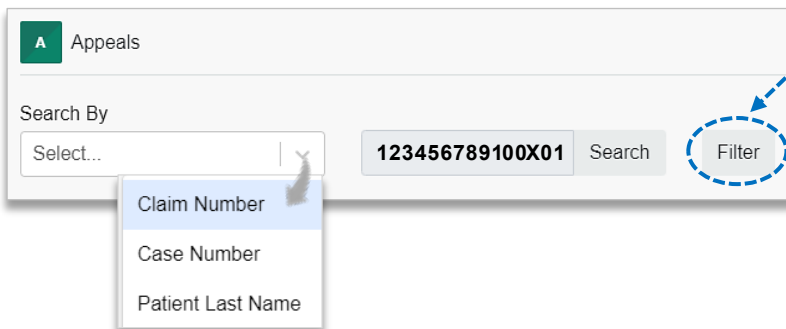 A Appeals
Search By
Select... 123456789100X01 Search Filter
Claim Number
Case Number
Patient Last Name